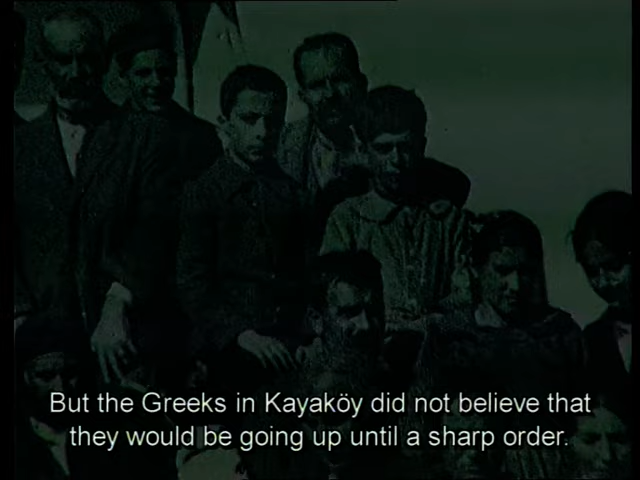 But the Greeks in Kayaköy did not believe that
they would be going up until a sharp order.